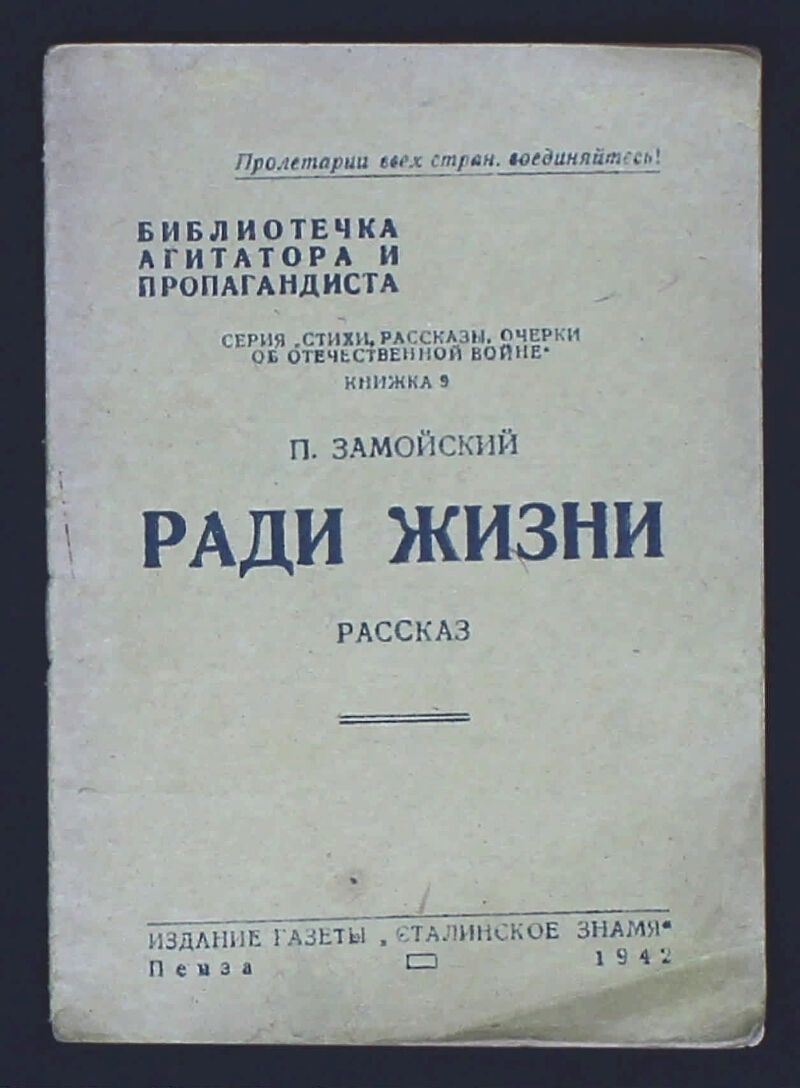 Пролетарии всех стран, соединяйтесь!
БИБЛИОТЕЧКА
АГИТАТОРА И
ПРОПАГАНДИСТА
СЕРИЯ „СТИХИ, РАССКАЗЫ, ОЧЕРКИ
ОБ ОТЕЧЕСТВЕННОЙ ВОЙНЕ“
КНИЖКА 9
П. ЗАМОЙСКИЙ
РАДИ ЖИЗНИ
РАССКАЗ
ИЗДАНИЕ ГАЗЕТЫ „СТАЛИНСКОЕ ЗНАМЯ“
Пенза 1942